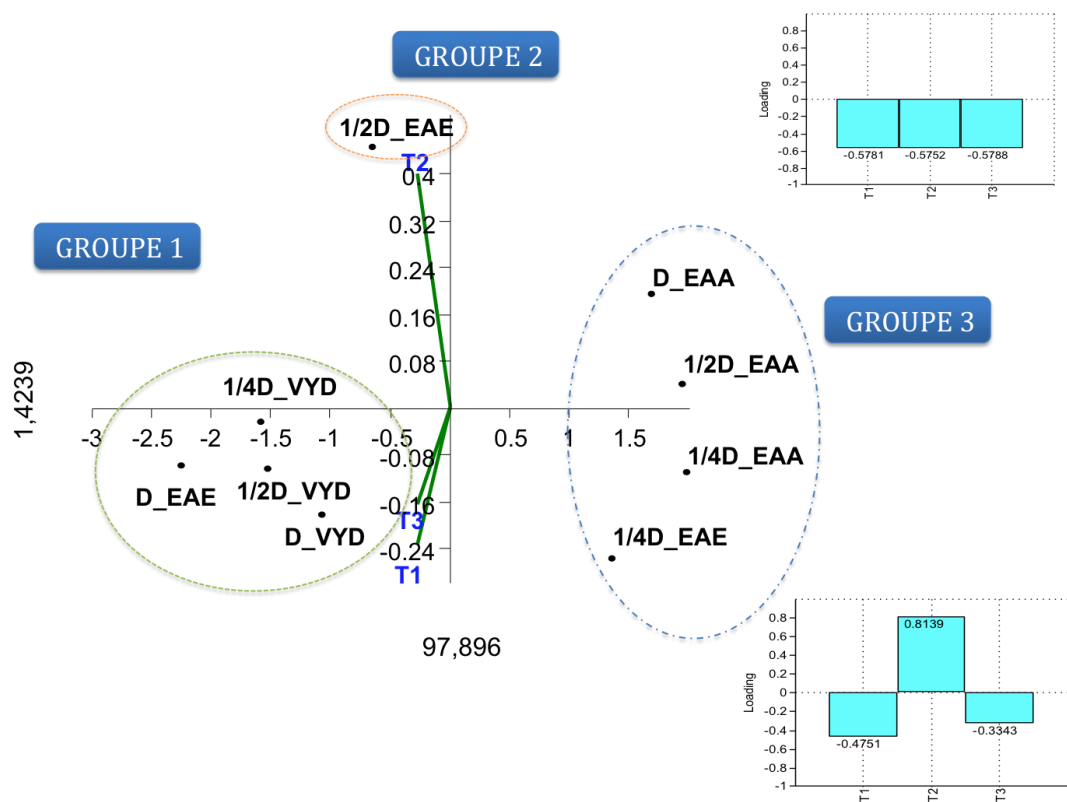 GROUPE 2
1/2D_EAE
T2
0.4
0.32
0.24
0.16
0.08
-0.08
-0.16
-0.24
GROUPE 1
1/4D_VYD
1,4239
-3
-2.5
-2
-1.5
-1
-0.5
0.5
1
1.5
D_EAE
1/2D_VYD
D_VYD
T3
T1
97,896
D_EAA
GROUPE 3
1/2D_EAA
1/4D_EAA
1/4D_EAE
Loading
0.8
0.6
0.4
0.2
0
-0.2
-0.4
-0.6
-0.8
-1
-0.5781
-0.5752
-0.5788
T1
T2
T3
Loading
0.8
0.6
0.4
0.2
0
-0.2
-0.4
-0.6
-0.8
-1
-0.4751
0.8139
-0.3343
T1
T2
T3